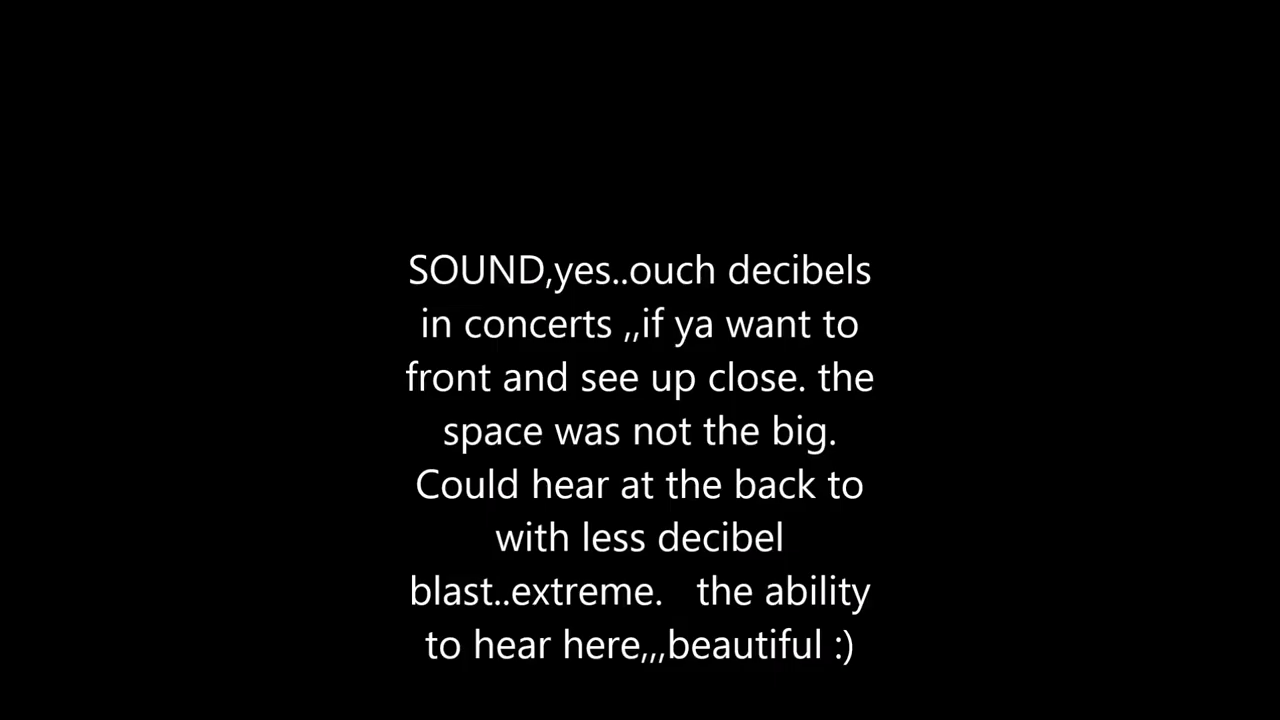 SOUND,yes..ouch decibels
in concerts ,,if ya want to
front and see up close. the
space was not the big.
Could hear at the back to
with less decibel
blast..extreme.   the ability
to hear here,,,beautiful :)